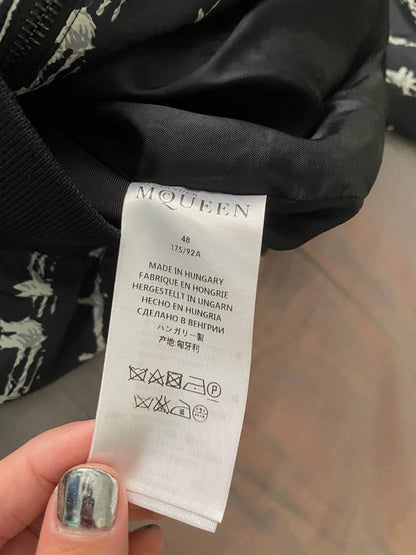 McQUEEN
48
175/92A
MADE IN HUNGARY
FABRIQUE EN HONGRIE
HERGESTELLT IN UNGARN
HECHO EN HUNGRIA
СДЕЛАНО В ВЕНГРИИ
ハンガリー製
产地:匈牙利
P